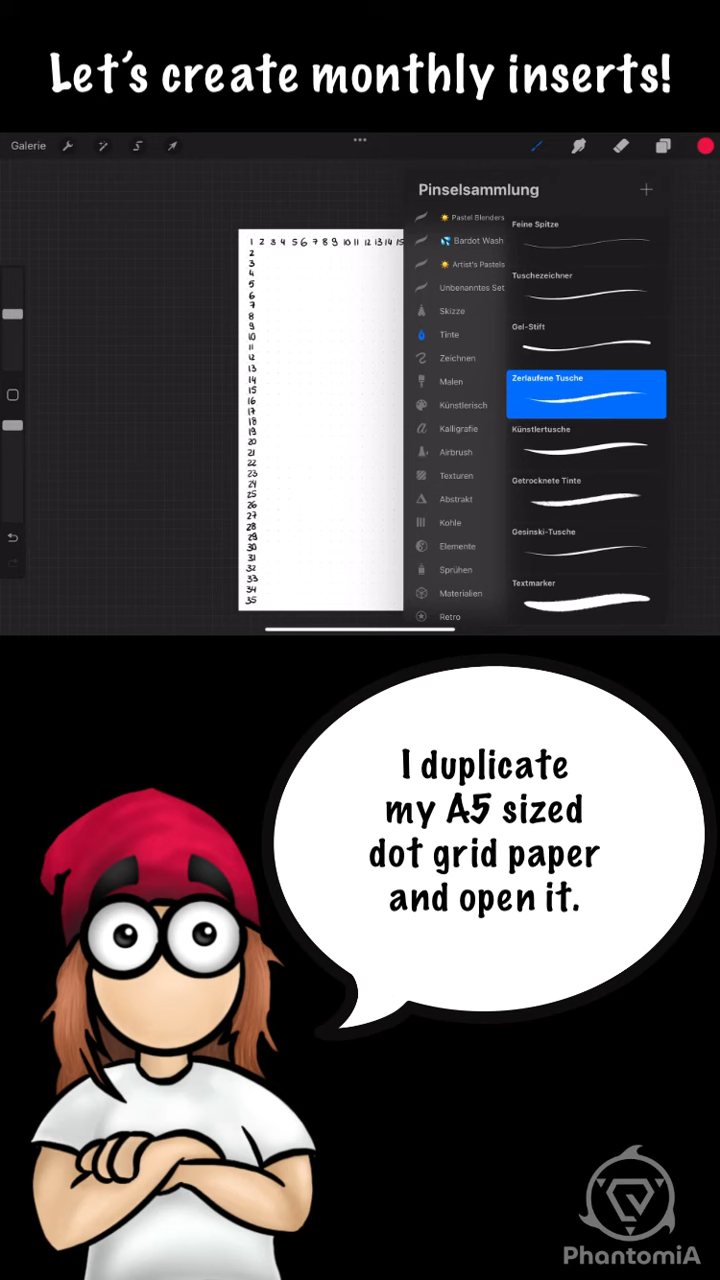 Let's create monthly inserts!
Galerie
Pinselsammlung
Pastel Blenders
Bardot Wash
Artist's Pastels
Unbenanntes Set
Skizze
Tinte
Zeichnen
Malen
Künstlerisch
Kalligrafie
Airbrush
Texturen
Abstrakt
Kohle
Elemente
Sprühen
Materialien
Retro
Feine Spitze
Tuschezeichner
Gel-Stift
Zerlaufene Tusche
Künstlertusche
Getrocknete Tinte
Gesinski-Tusche
Textmarker
1 2 3 4 5 6 7 8 9 10 11 12 13 14 15
2
3
4
5
6
7
8
9
10
11
12
13
14
15
16
17
18
19
20
21
22
23
24
25
26
27
28
29
30
31
32
33
34
35
I duplicate
my A5 sized
dot grid paper
and open it.
PhantomiA